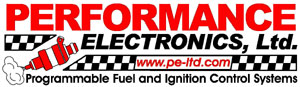 PERFORMANCE
ELECTRONICS, Ltd.
www.pe-ltd.com
Programmable Fuel and Ignition Control Systems